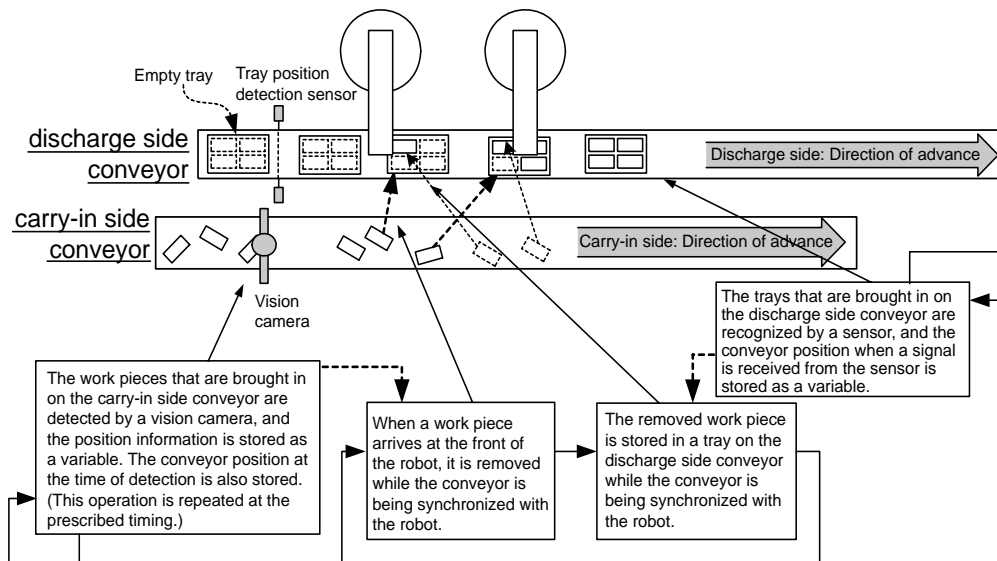 Empty tray
Tray position
detection sensor
discharge side
conveyor
Discharge side: Direction of advance
carry-in side
conveyor
Carry-in side: Direction of advance
Vision
camera
The trays that are brought in on
the discharge side conveyor are
recognized by a sensor, and the
conveyor position when a signal
is received from the sensor is
stored as a variable.
The work pieces that are brought in
on the carry-in side conveyor are
detected by a vision camera, and
the position information is stored as
a variable. The conveyor position at
the time of detection is also stored.
(This operation is repeated at the
prescribed timing.)
When a work piece
arrives at the front of
the robot, it is removed
while the conveyor is
being synchronized with
the robot.
The removed work piece
is stored in a tray on the
discharge side conveyor
while the conveyor is
being synchronized with
the robot.